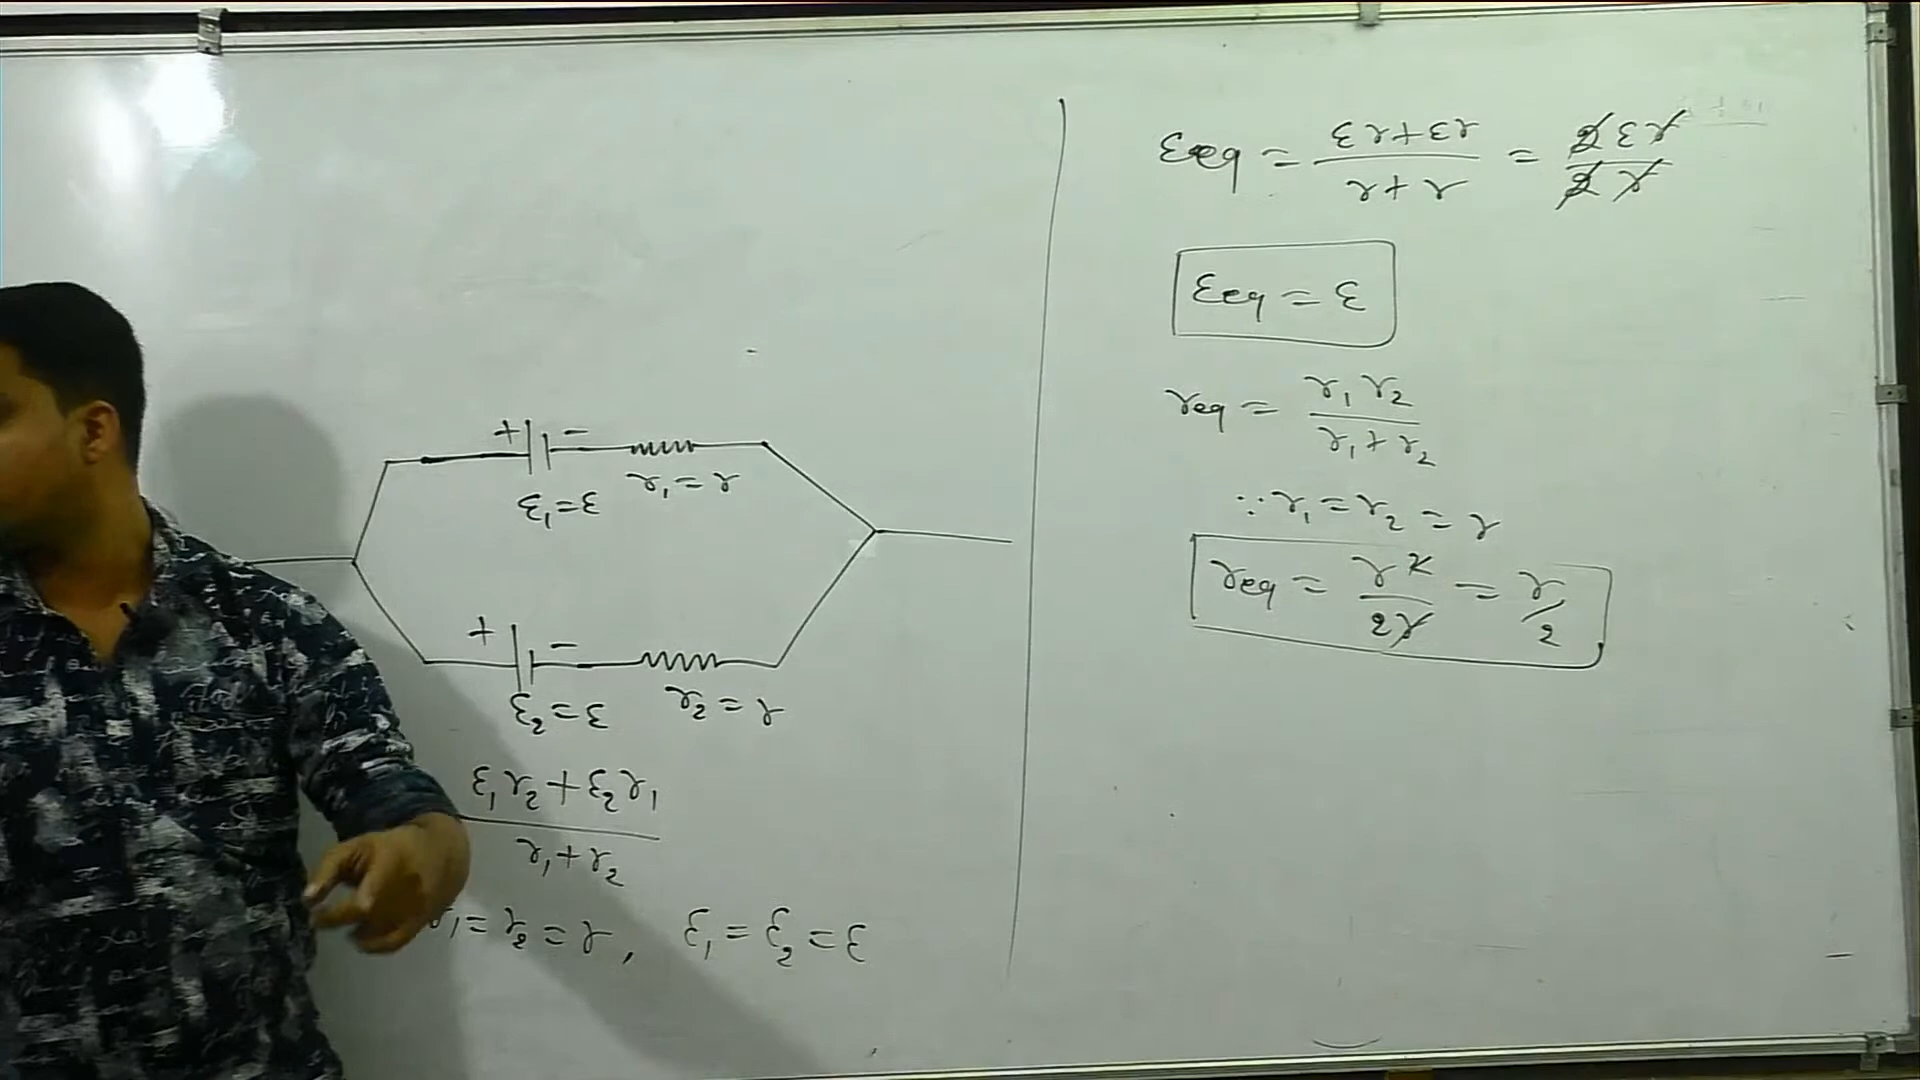 + −
ε₁=ε r₁=r
+ −
ε₂=ε r₂=r
ε₁r₂+ε₂r₁
r₁+r₂
r₂=r, ε₁=ε₂=ε
εeq = εr+εr / r+r = 2εr / 2r
εeq = ε
req = r₁r₂ / r₁+r₂
∵ r₁=r₂=r
req = r² / 2r = r/2